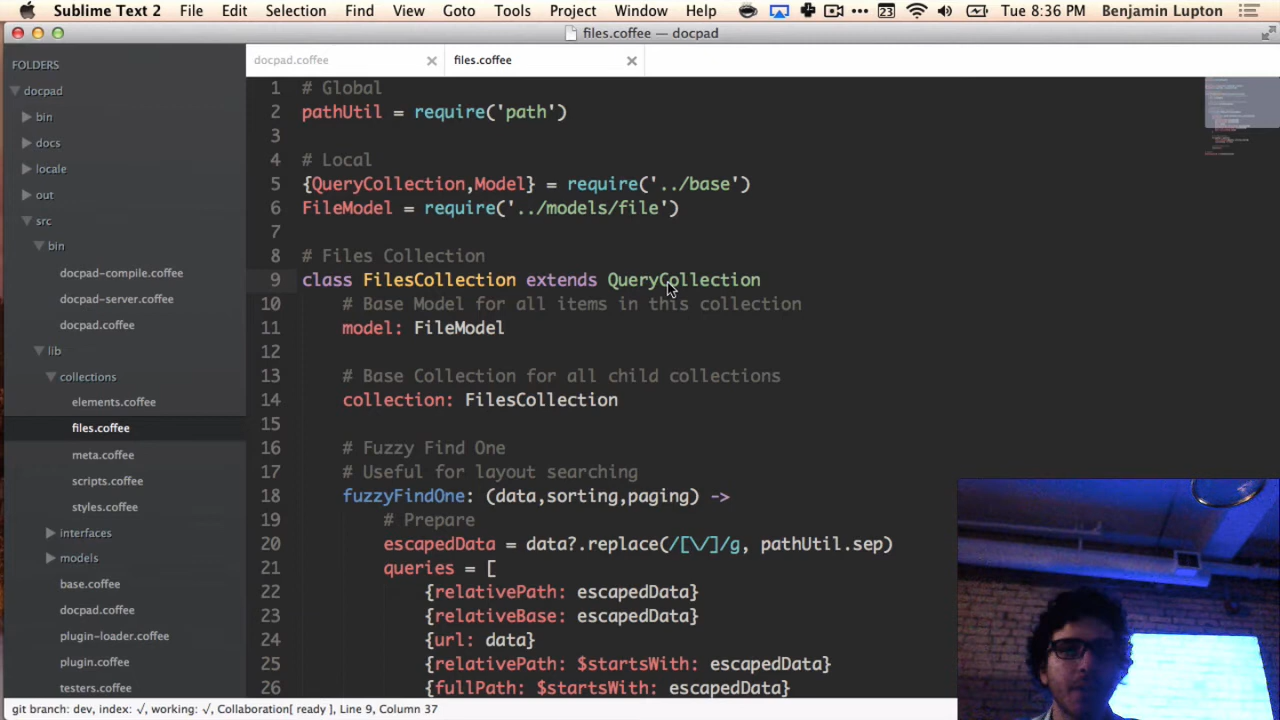 Sublime Text 2 File Edit Selection Find View Goto Tools Project Window Help 23 Tue 8:36 PM Benjamin Lupton
files.coffee — docpad
FOLDERS
docpad
bin
docs
locale
out
src
bin
docpad-compile.coffee
docpad-server.coffee
docpad.coffee
lib
collections
elements.coffee
files.coffee
meta.coffee
scripts.coffee
styles.coffee
interfaces
models
base.coffee
docpad.coffee
plugin-loader.coffee
plugin.coffee
testers.coffee
docpad.coffee files.coffee
1 # Global
2 pathUtil = require('path')
3
4 # Local
5 {QueryCollection,Model} = require('../base')
6 FileModel = require('../models/file')
7
8 # Files Collection
9 class FilesCollection extends QueryCollection
10 # Base Model for all items in this collection
11 model: FileModel
12
13 # Base Collection for all child collections
14 collection: FilesCollection
15
16 # Fuzzy Find One
17 # Useful for layout searching
18 fuzzyFindOne: (data,sorting,paging) ->
19 # Prepare
20 escapedData = data?.replace(/[\/]/g, pathUtil.sep)
21 queries = [
22 {relativePath: escapedData}
23 {relativeBase: escapedData}
24 {url: data}
25 {relativePath: $startsWith: escapedData}
26 {fullPath: $startsWith: escapedData}
git branch: dev, index: √, working: √, Collaboration[ ready ], Line 9, Column 37